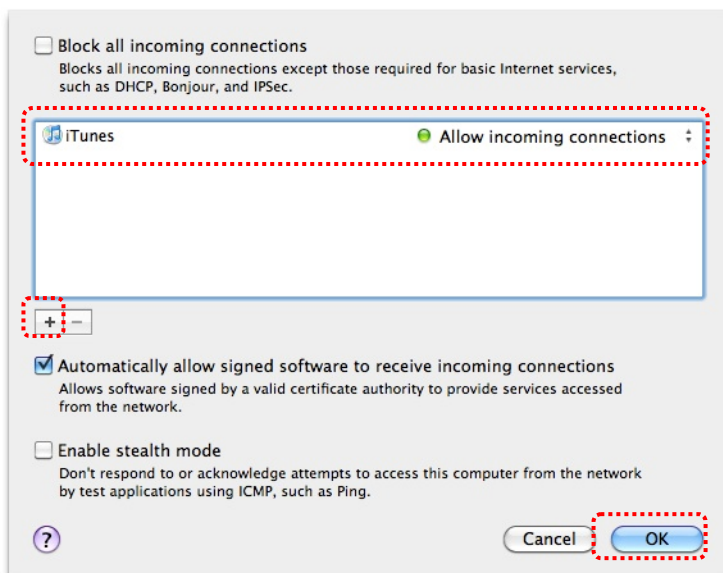 Block all incoming connections
Blocks all incoming connections except those required for basic Internet services,
such as DHCP, Bonjour, and IPSec.
iTunes Allow incoming connections
+ −
Automatically allow signed software to receive incoming connections
Allows software signed by a valid certificate authority to provide services accessed
from the network.
Enable stealth mode
Don't respond to or acknowledge attempts to access this computer from the network
by test applications using ICMP, such as Ping.
? Cancel OK